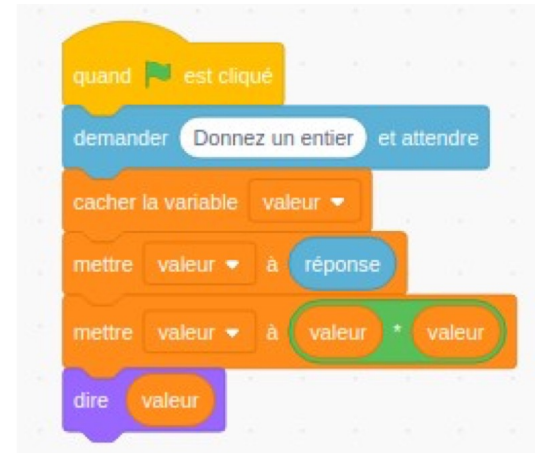 quand est cliqué
demander Donnez un entier et attendre
cacher la variable valeur
mettre valeur à réponse
mettre valeur à valeur * valeur
dire valeur